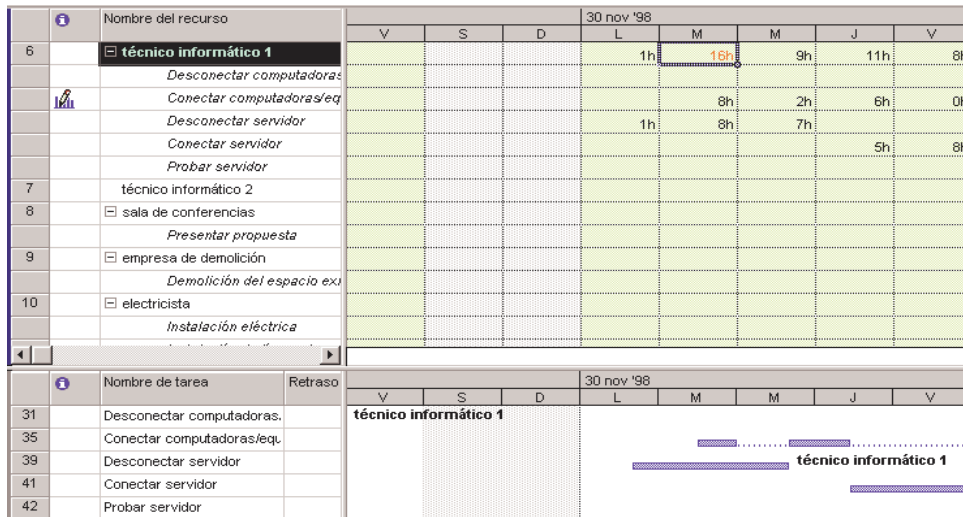 Nombre del recurso 30 nov '98
V S D L M M J V
6 técnico informático 1 1h 16h 9h 11h 8h
Desconectar computadoras
Conectar computadoras/eq 8h 2h 6h 0h
Desconectar servidor 1h 8h 7h
Conectar servidor 5h 8h
Probar servidor
7 técnico informático 2
8 sala de conferencias
Presentar propuesta
9 empresa de demolición
Demolición del espacio exi
10 electricista
Instalación eléctrica
Nombre de tarea Retraso 30 nov '98
V S D L M M J V
31 Desconectar computadoras. técnico informático 1
35 Conectar computadoras/equ
39 Desconectar servidor técnico informático 1
41 Conectar servidor
42 Probar servidor